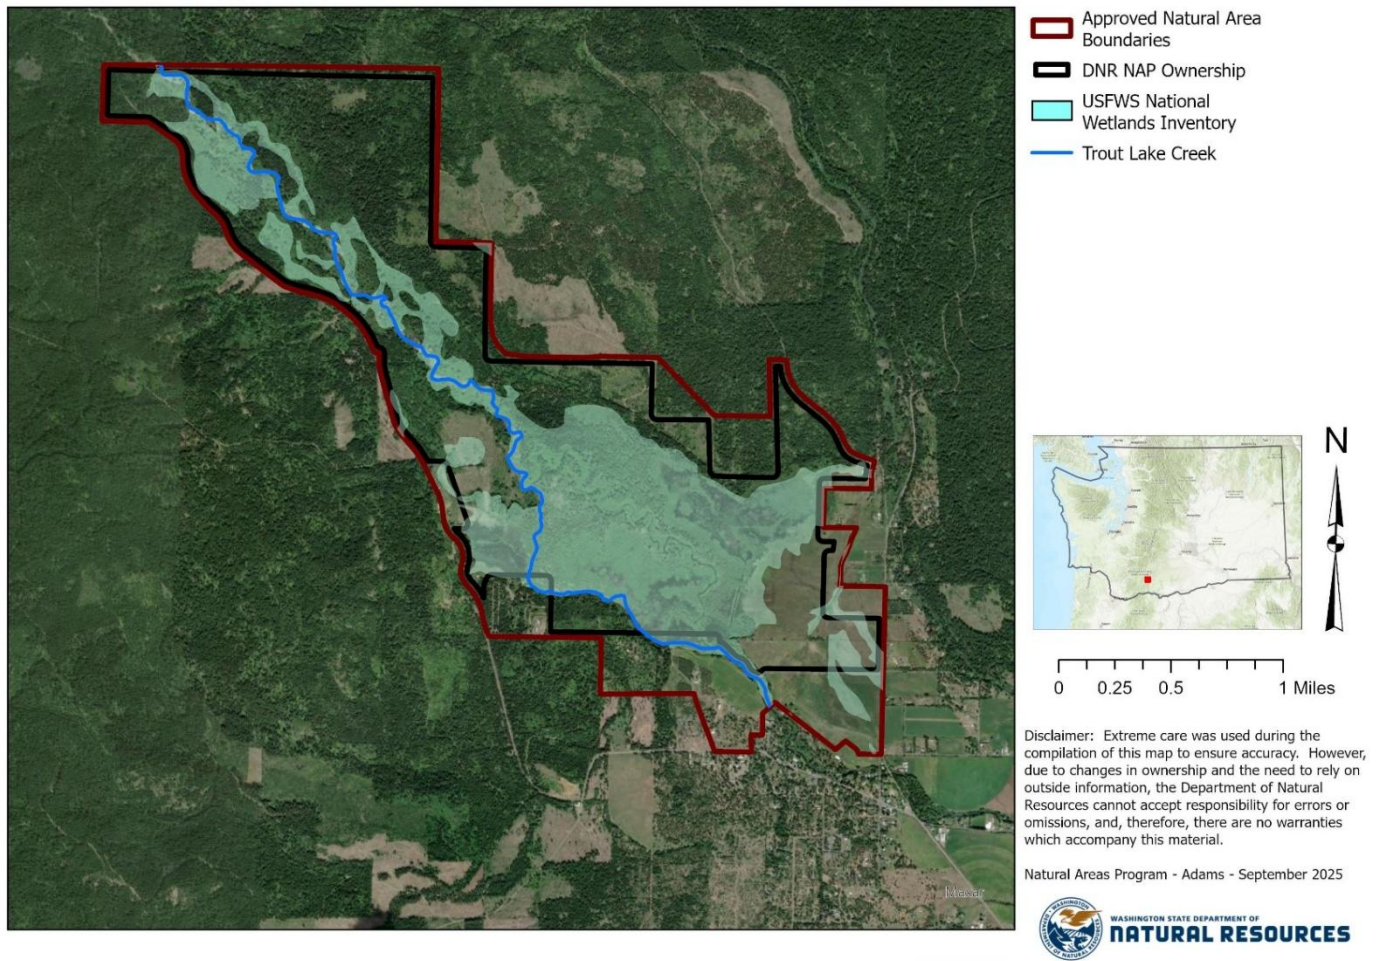 Approved Natural Area
Boundaries
DNR NAP Ownership
USFWS National
Wetlands Inventory
Trout Lake Creek
N
0 0.25 0.5 1 Miles
Disclaimer: Extreme care was used during the
compilation of this map to ensure accuracy. However,
due to changes in ownership and the need to rely on
outside information, the Department of Natural
Resources cannot accept responsibility for errors or
omissions, and, therefore, there are no warranties
which accompany this material.
Natural Areas Program - Adams - September 2025
WASHINGTON STATE DEPARTMENT OF
NATURAL RESOURCES